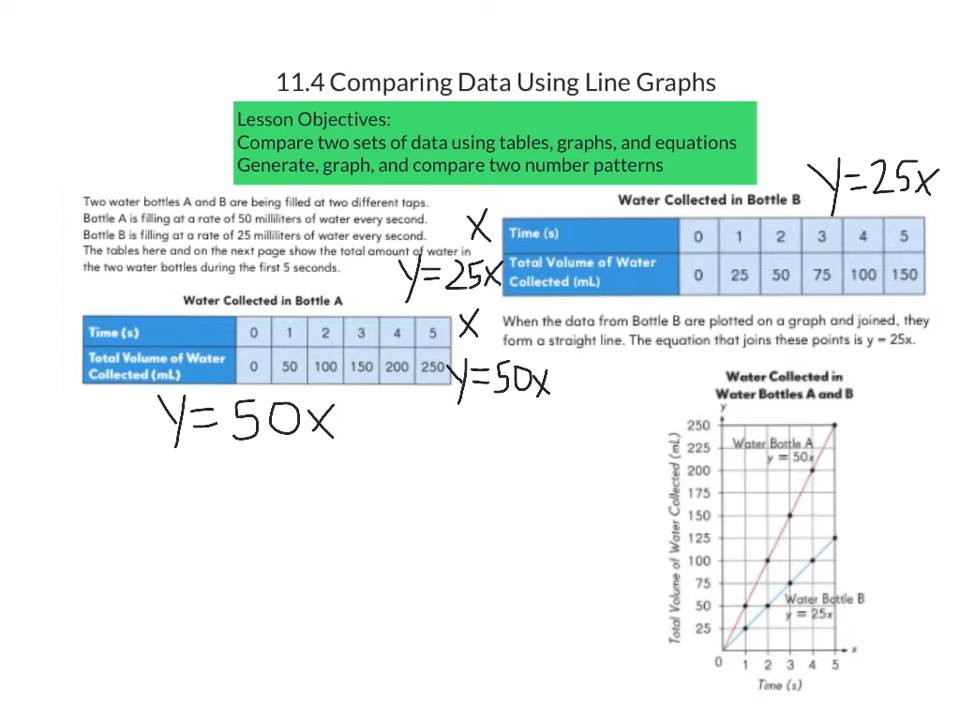 11.4 Comparing Data Using Line Graphs
Lesson Objectives:
Compare two sets of data using tables, graphs, and equations
Generate, graph, and compare two number patterns
Two water bottles A and B are being filled at two different taps.
Bottle A is filling at a rate of 50 milliliters of water every second.
Bottle B is filling at a rate of 25 milliliters of water every second.
The tables here and on the next page show the total amount of water in
the two water bottles during the first 5 seconds.
Water Collected in Bottle A
Time (s) 0 1 2 3 4 5
Total Volume of Water
Collected (mL) 0 50 100 150 200 250
x
y=50x
y=50x
y=25x
Water Collected in Bottle B
x
Time (s) 0 1 2 3 4 5
Total Volume of Water
Collected (mL) 0 25 50 75 100 150
y=25x
When the data from Bottle B are plotted on a graph and joined, they
form a straight line. The equation that joins these points is y = 25x.
Water Collected in
Water Bottles A and B
y
Total Volume of Water Collected (mL)
250
225
200
175
150
125
100
75
50
25
Water Bottle A
y = 50x
Water Bottle B
y = 25x
x
0 1 2 3 4 5
Time (s)